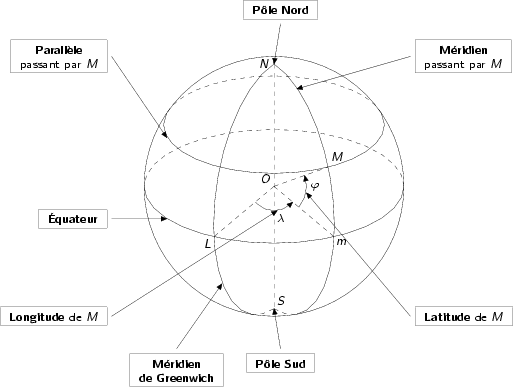 Pôle Nord
Parallèle
passant par M
Méridien
passant par M
N
M
O
φ
λ
Équateur
L
m
S
Longitude de M
Latitude de M
Méridien
de Greenwich
Pôle Sud